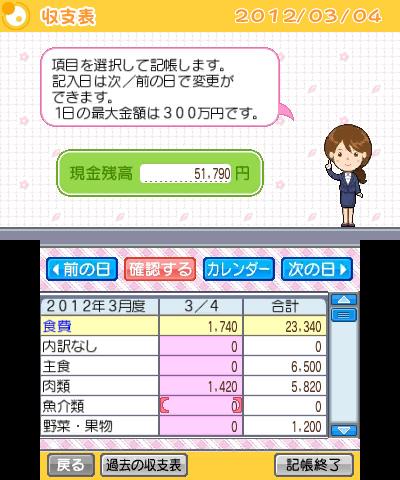 収支表 2012/03/04
項目を選択して記帳します。
記入日は次／前の日で変更が
できます。
1日の最大金額は３００万円です。
現金残高 51,790 円
前の日 確認する カレンダー 次の日
2012年3月度 3／4 合計
食費 1,740 23,340
内訳なし 0 0
主食 0 6,500
肉類 1,420 5,820
魚介類 0 0
野菜・果物 0 1,200
戻る 過去の収支表 記帳終了